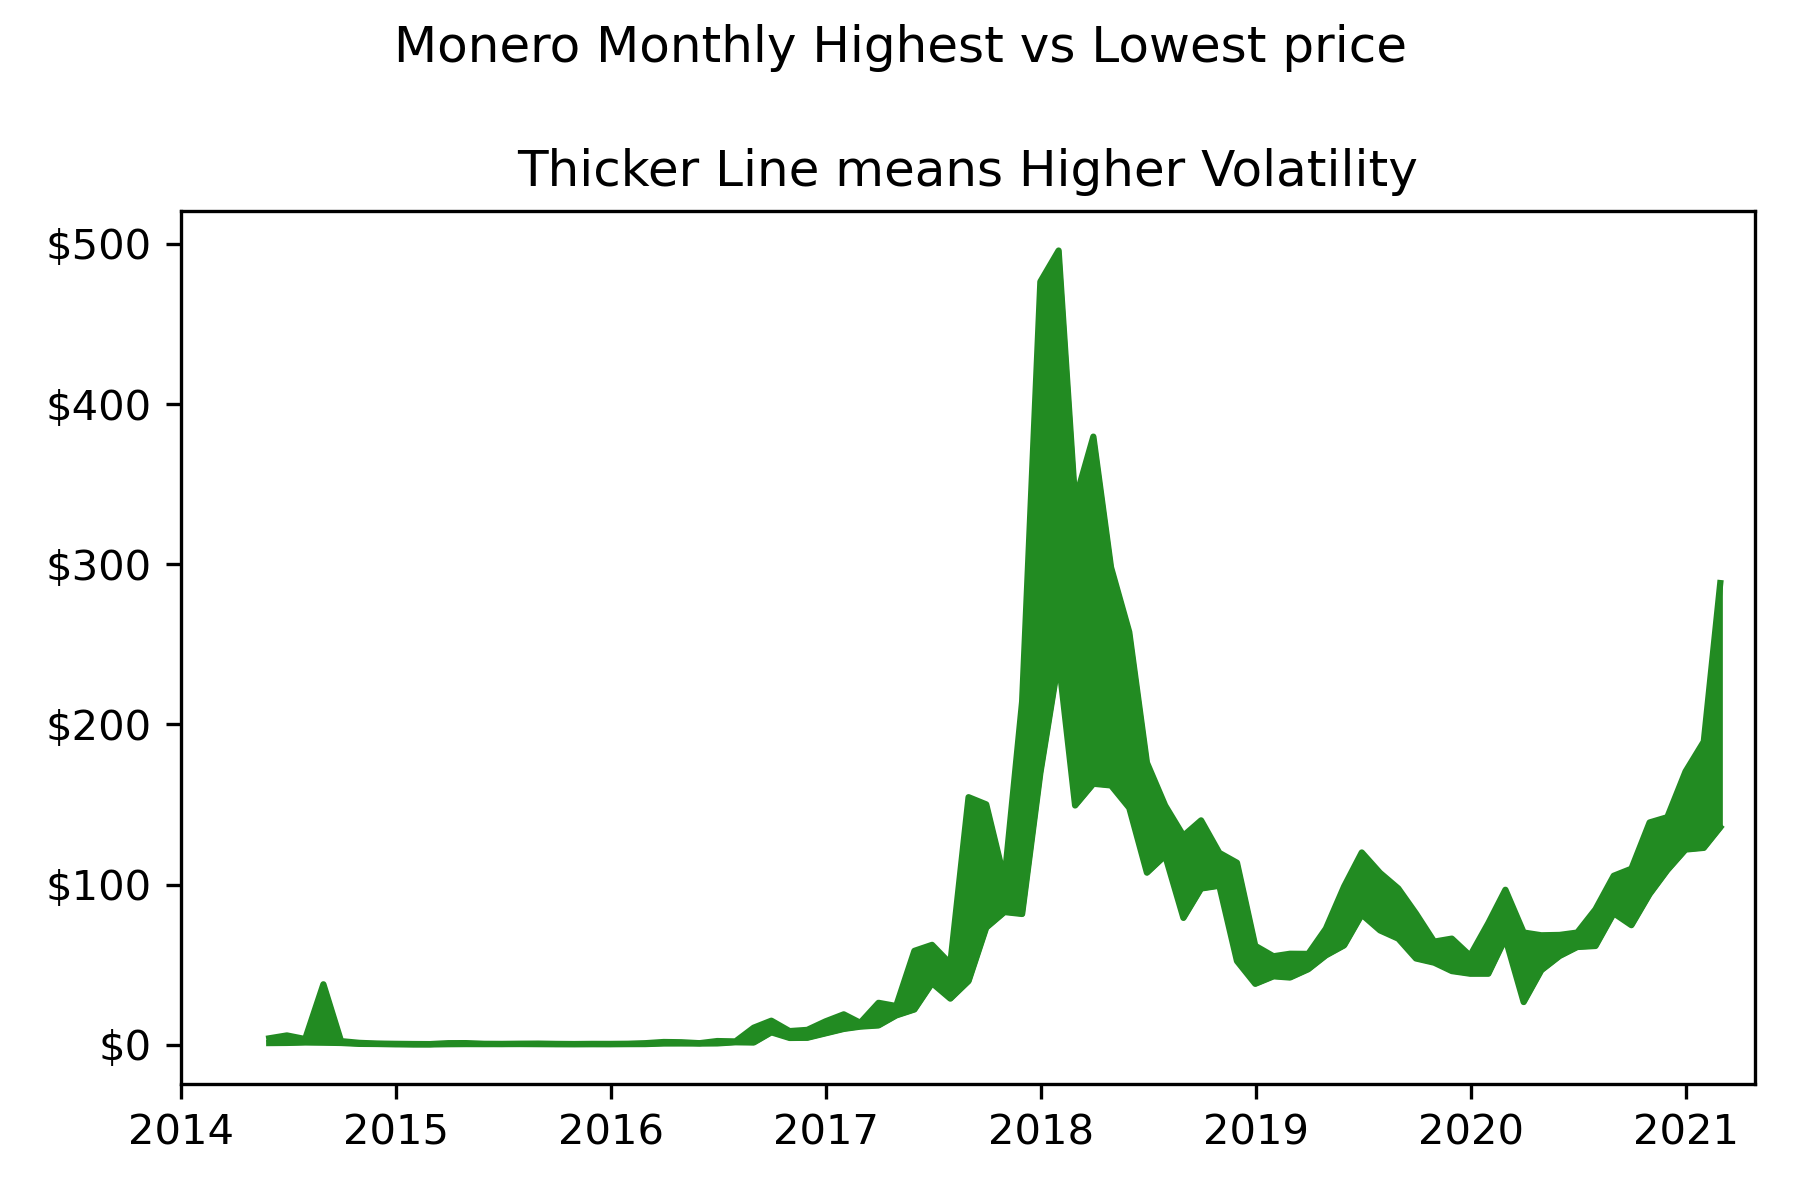 Monero Monthly Highest vs Lowest price
Thicker Line means Higher Volatility
$500
$400
$300
$200
$100
$0
2014 2015 2016 2017 2018 2019 2020 2021